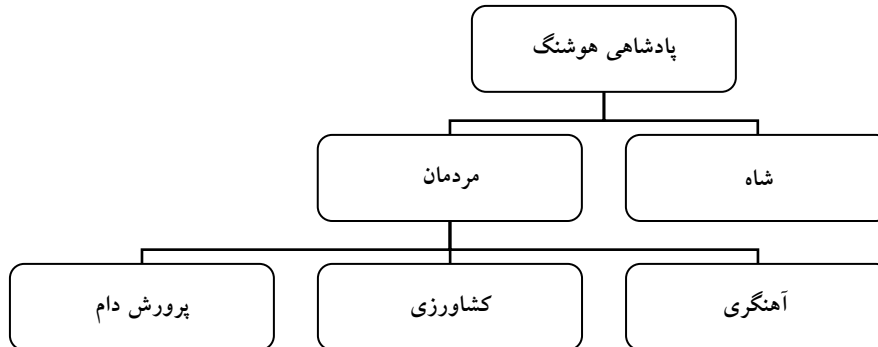 پادشاهی هوشنگ
شاه
مردمان
آهنگری
کشاورزی
پرورش دام